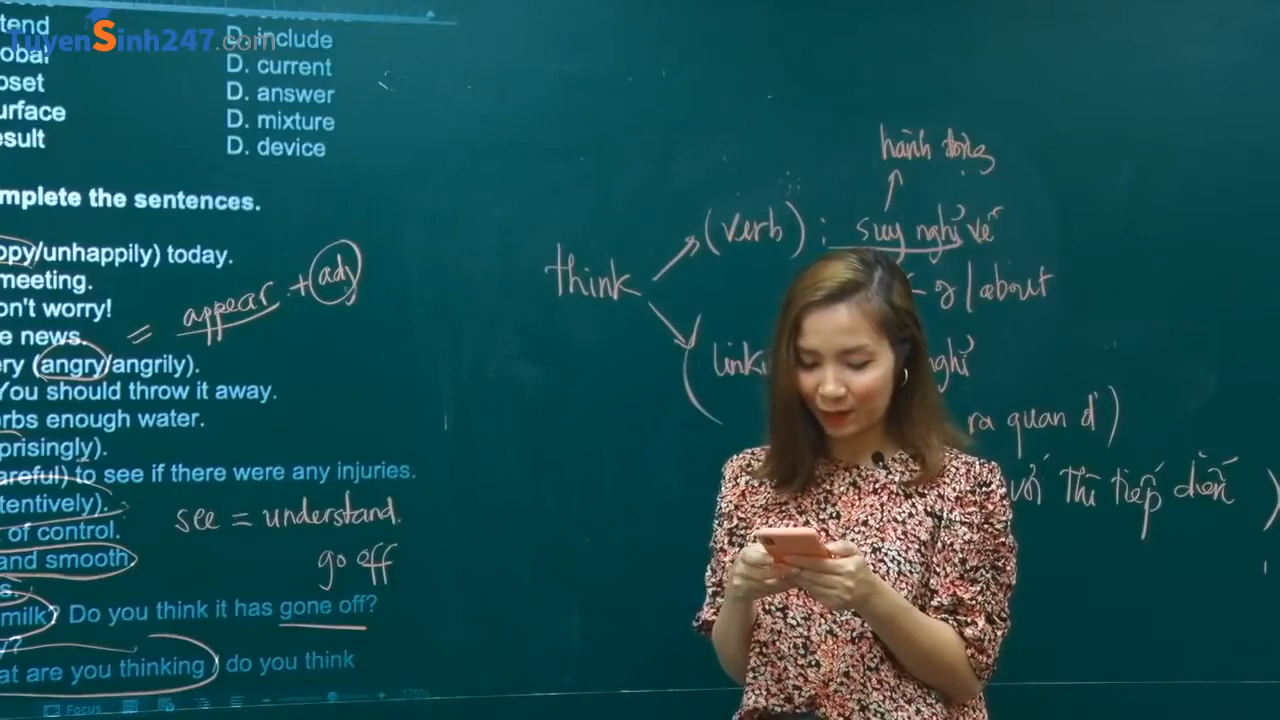 tend
TuyenSinh247.com
D. include
obal
D. current
oset
D. answer
urface
D. mixture
esult
D. device
mplete the sentences.
ppy/unhappily) today.
meeting.
on't worry!
e news.
= appear + adj
ery (angry/angrily).
You should throw it away.
rbs enough water.
prisingly).
areful) to see if there were any injuries.
tentively).
see = understand.
of control.
and smooth
go off
s.
milk? Do you think it has gone off?
y?
at are you thinking / do you think
Focus
179%
hành động
think
(verb) : suy nghĩ về
of / about
linki
nghĩ
ra quan đ')
với thì tiếp diễn )